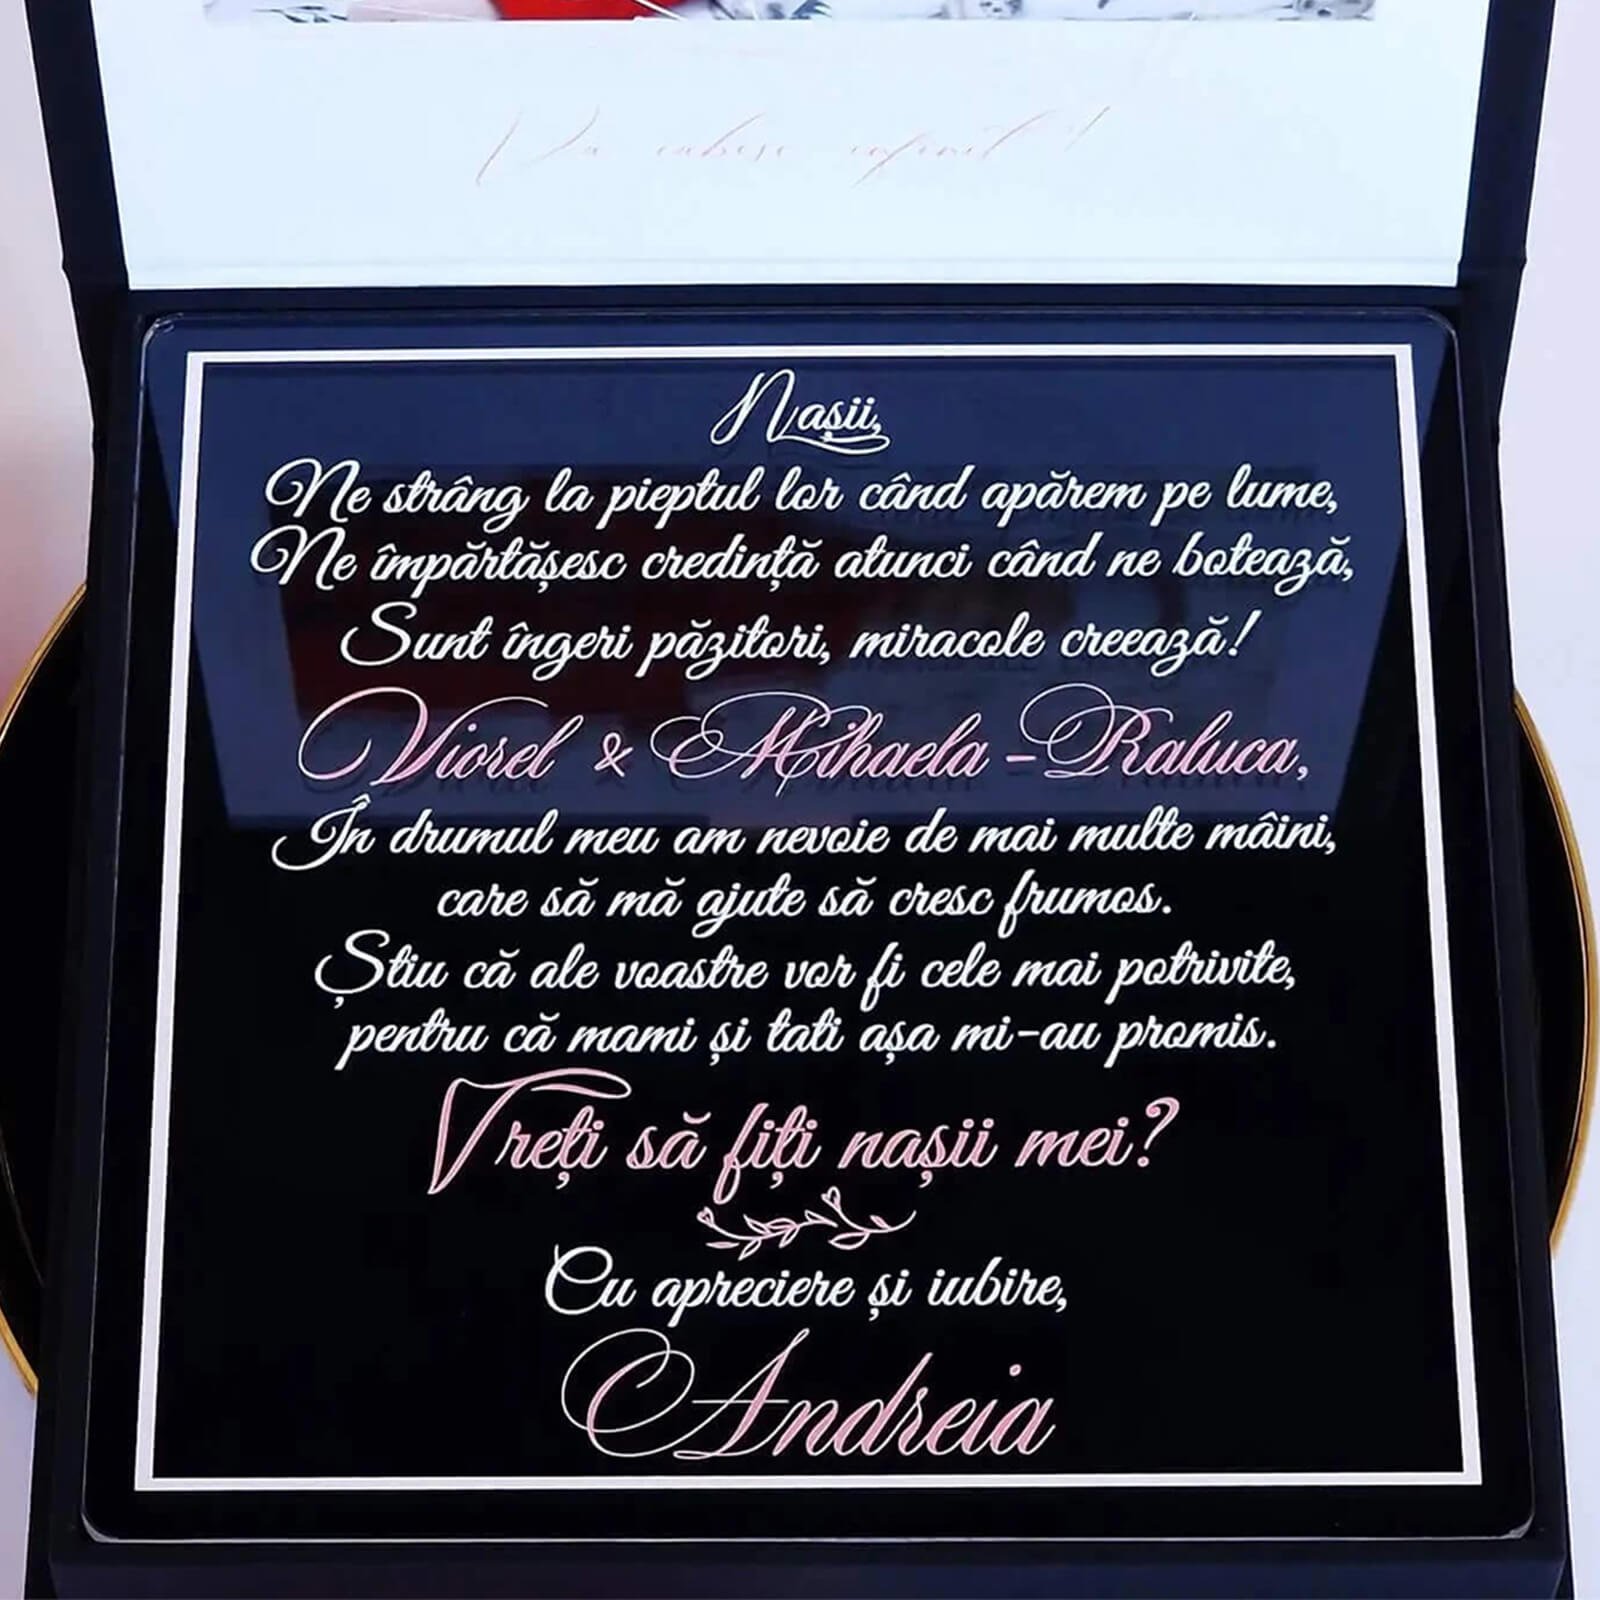 Vă iubesc infinit!
Nașii,
Ne strâng la pieptul lor când apărem pe lume,
Ne împărtășesc credință atunci când ne botează,
Sunt îngeri păzitori, miracole creează!
Viorel & Mihaela - Raluca,
În drumul meu am nevoie de mai multe mâini,
care să mă ajute să cresc frumos.
Știu că ale voastre vor fi cele mai potrivite,
pentru că mami și tati așa mi-au promis.
Vreți să fiți nașii mei?
Cu apreciere și iubire,
Andreia